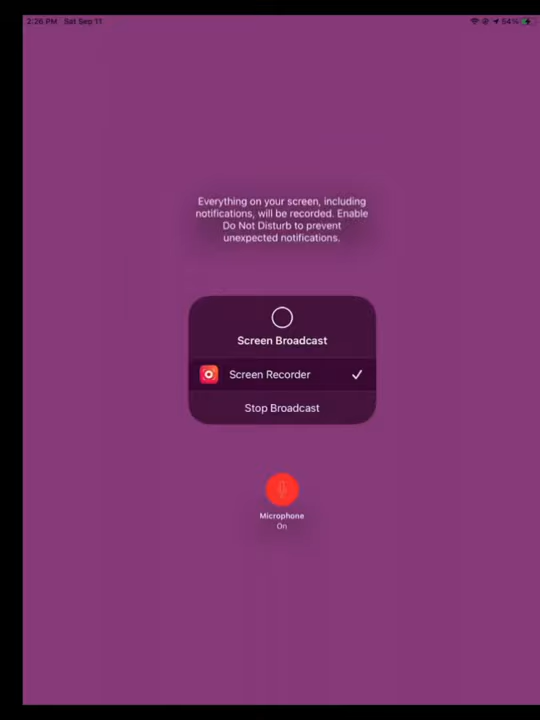 2:26 PM Sat Sep 11
54%
Everything on your screen, including
notifications, will be recorded. Enable
Do Not Disturb to prevent
unexpected notifications.
Screen Broadcast
Screen Recorder
Stop Broadcast
Microphone
On